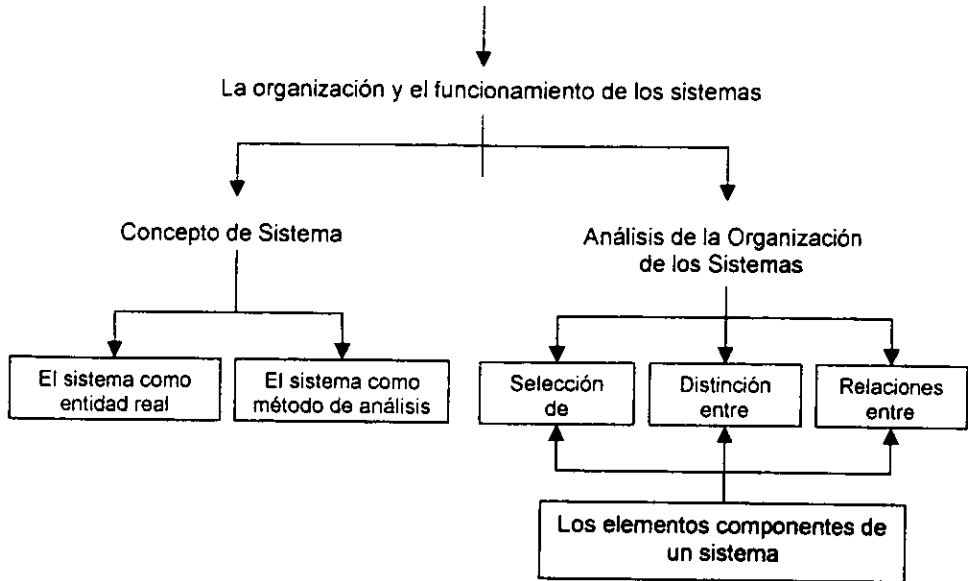 La organización y el funcionamiento de los sistemas
Concepto de Sistema
Análisis de la Organización
de los Sistemas
El sistema como
entidad real
El sistema como
método de análisis
Selección
de
Distinción
entre
Relaciones
entre
Los elementos componentes de
un sistema